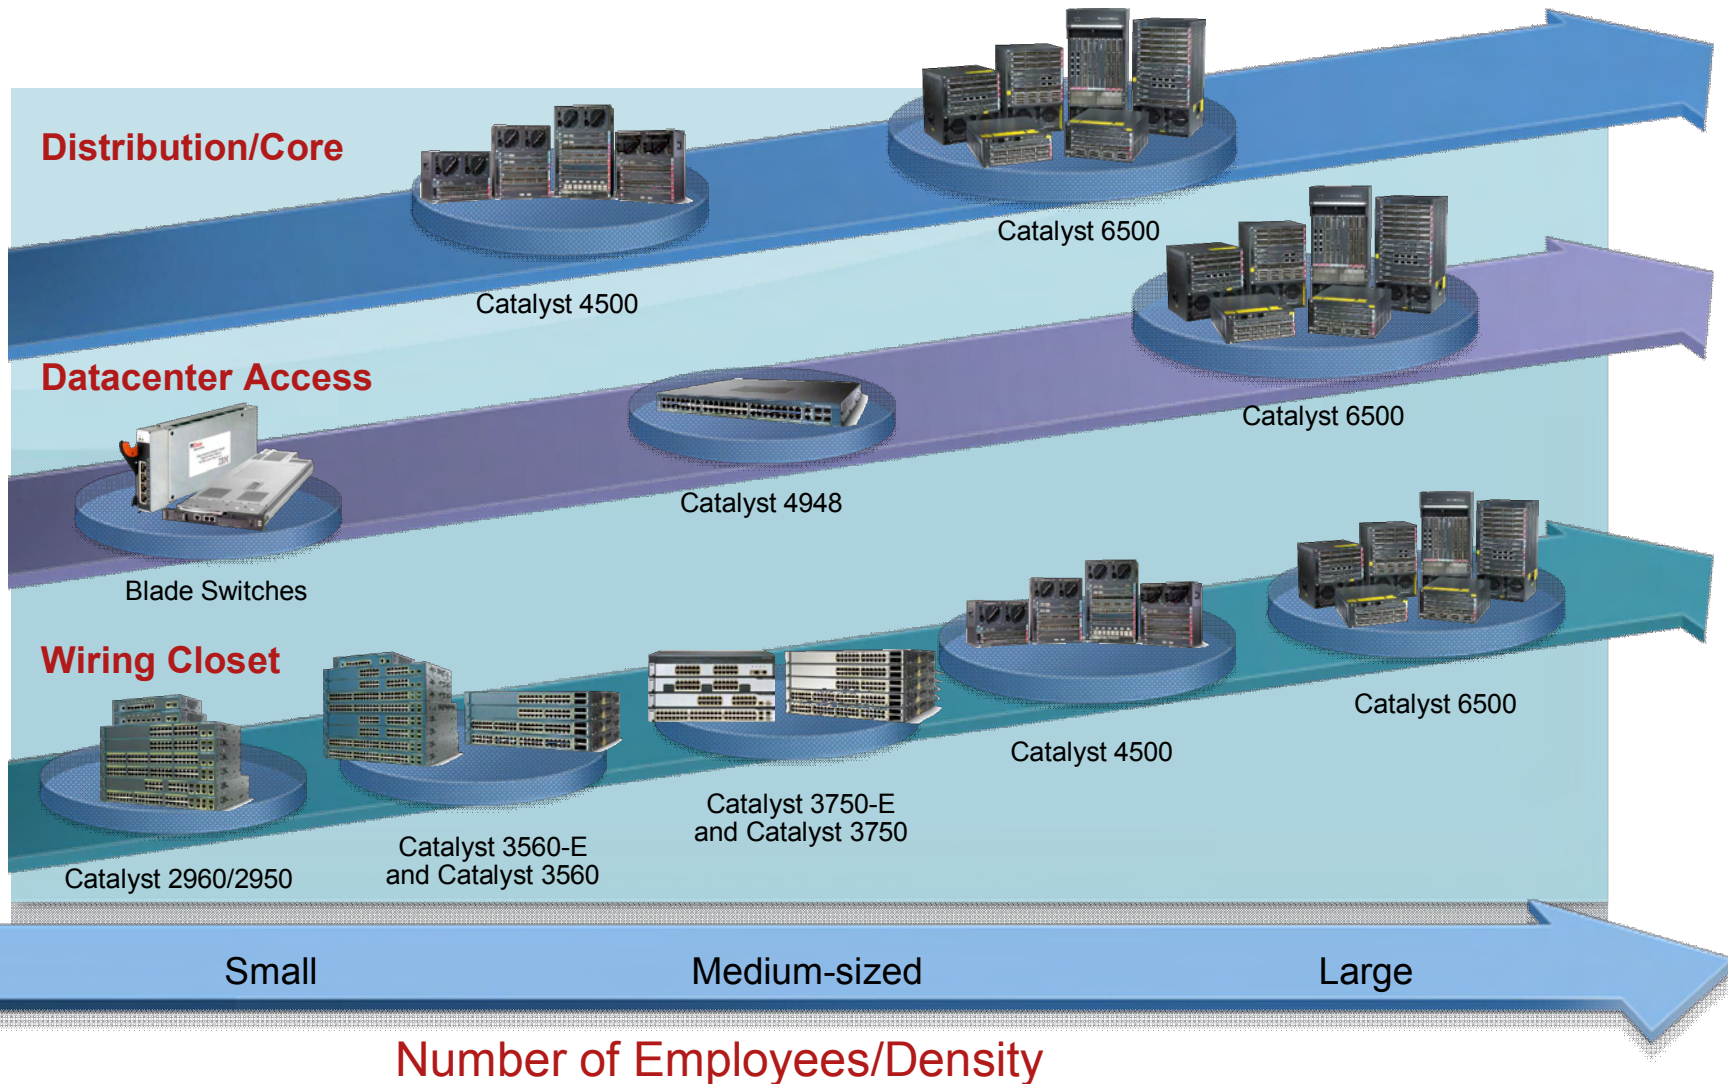 Distribution/Core
Catalyst 6500
Catalyst 4500
Datacenter Access
Catalyst 6500
Catalyst 4948
Blade Switches
Wiring Closet
Catalyst 6500
Catalyst 4500
Catalyst 3750-E
and Catalyst 3750
Catalyst 3560-E
and Catalyst 3560
Catalyst 2960/2950
Small
Medium-sized
Large
Number of Employees/Density